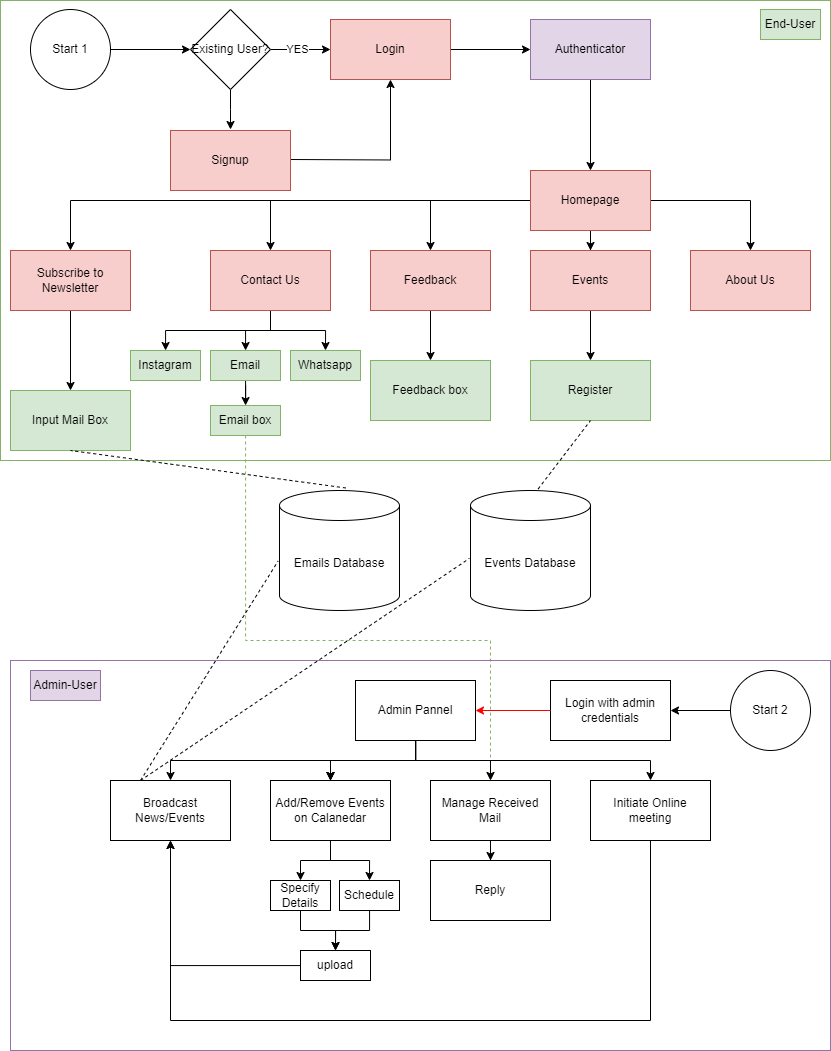 End-User
Start 1
Existing User?
YES
Login
Authenticator
Signup
Homepage
Subscribe to
Newsletter
Contact Us
Feedback
Events
About Us
Instagram
Email
Whatsapp
Input Mail Box
Email box
Feedback box
Register
Emails Database
Events Database
Admin-User
Admin Pannel
Login with admin
credentials
Start 2
Broadcast
News/Events
Add/Remove Events
on Calanedar
Manage Received
Mail
Initiate Online
meeting
Specify
Details
Schedule
Reply
upload